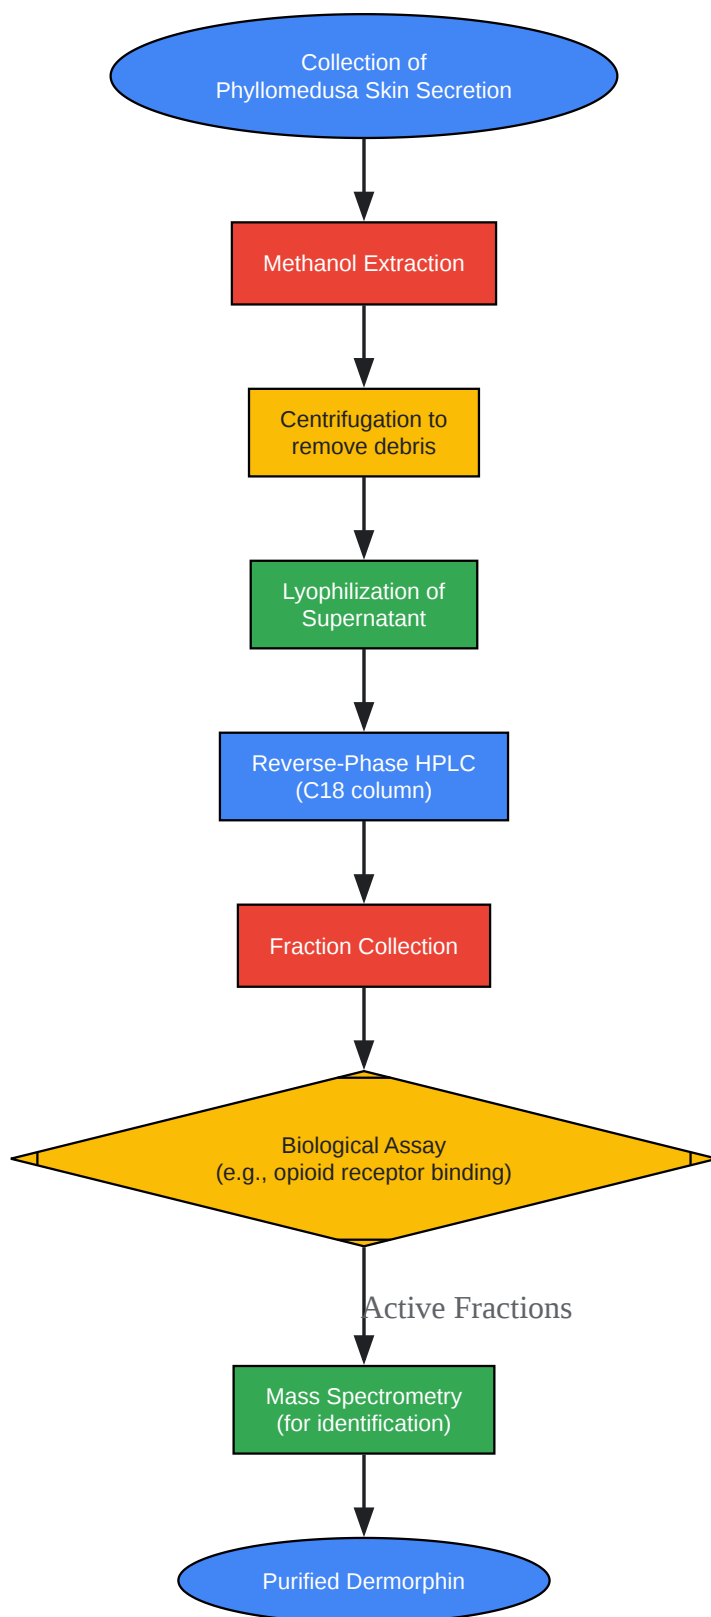 Collection of
Phyllomedusa Skin Secretion
Methanol Extraction
Centrifugation to
remove debris
Lyophilization of
Supernatant
Reverse-Phase HPLC
(C18 column)
Fraction Collection
Biological Assay
(e.g., opioid receptor binding)
Active Fractions
Mass Spectrometry
(for identification)
Purified Dermorphin